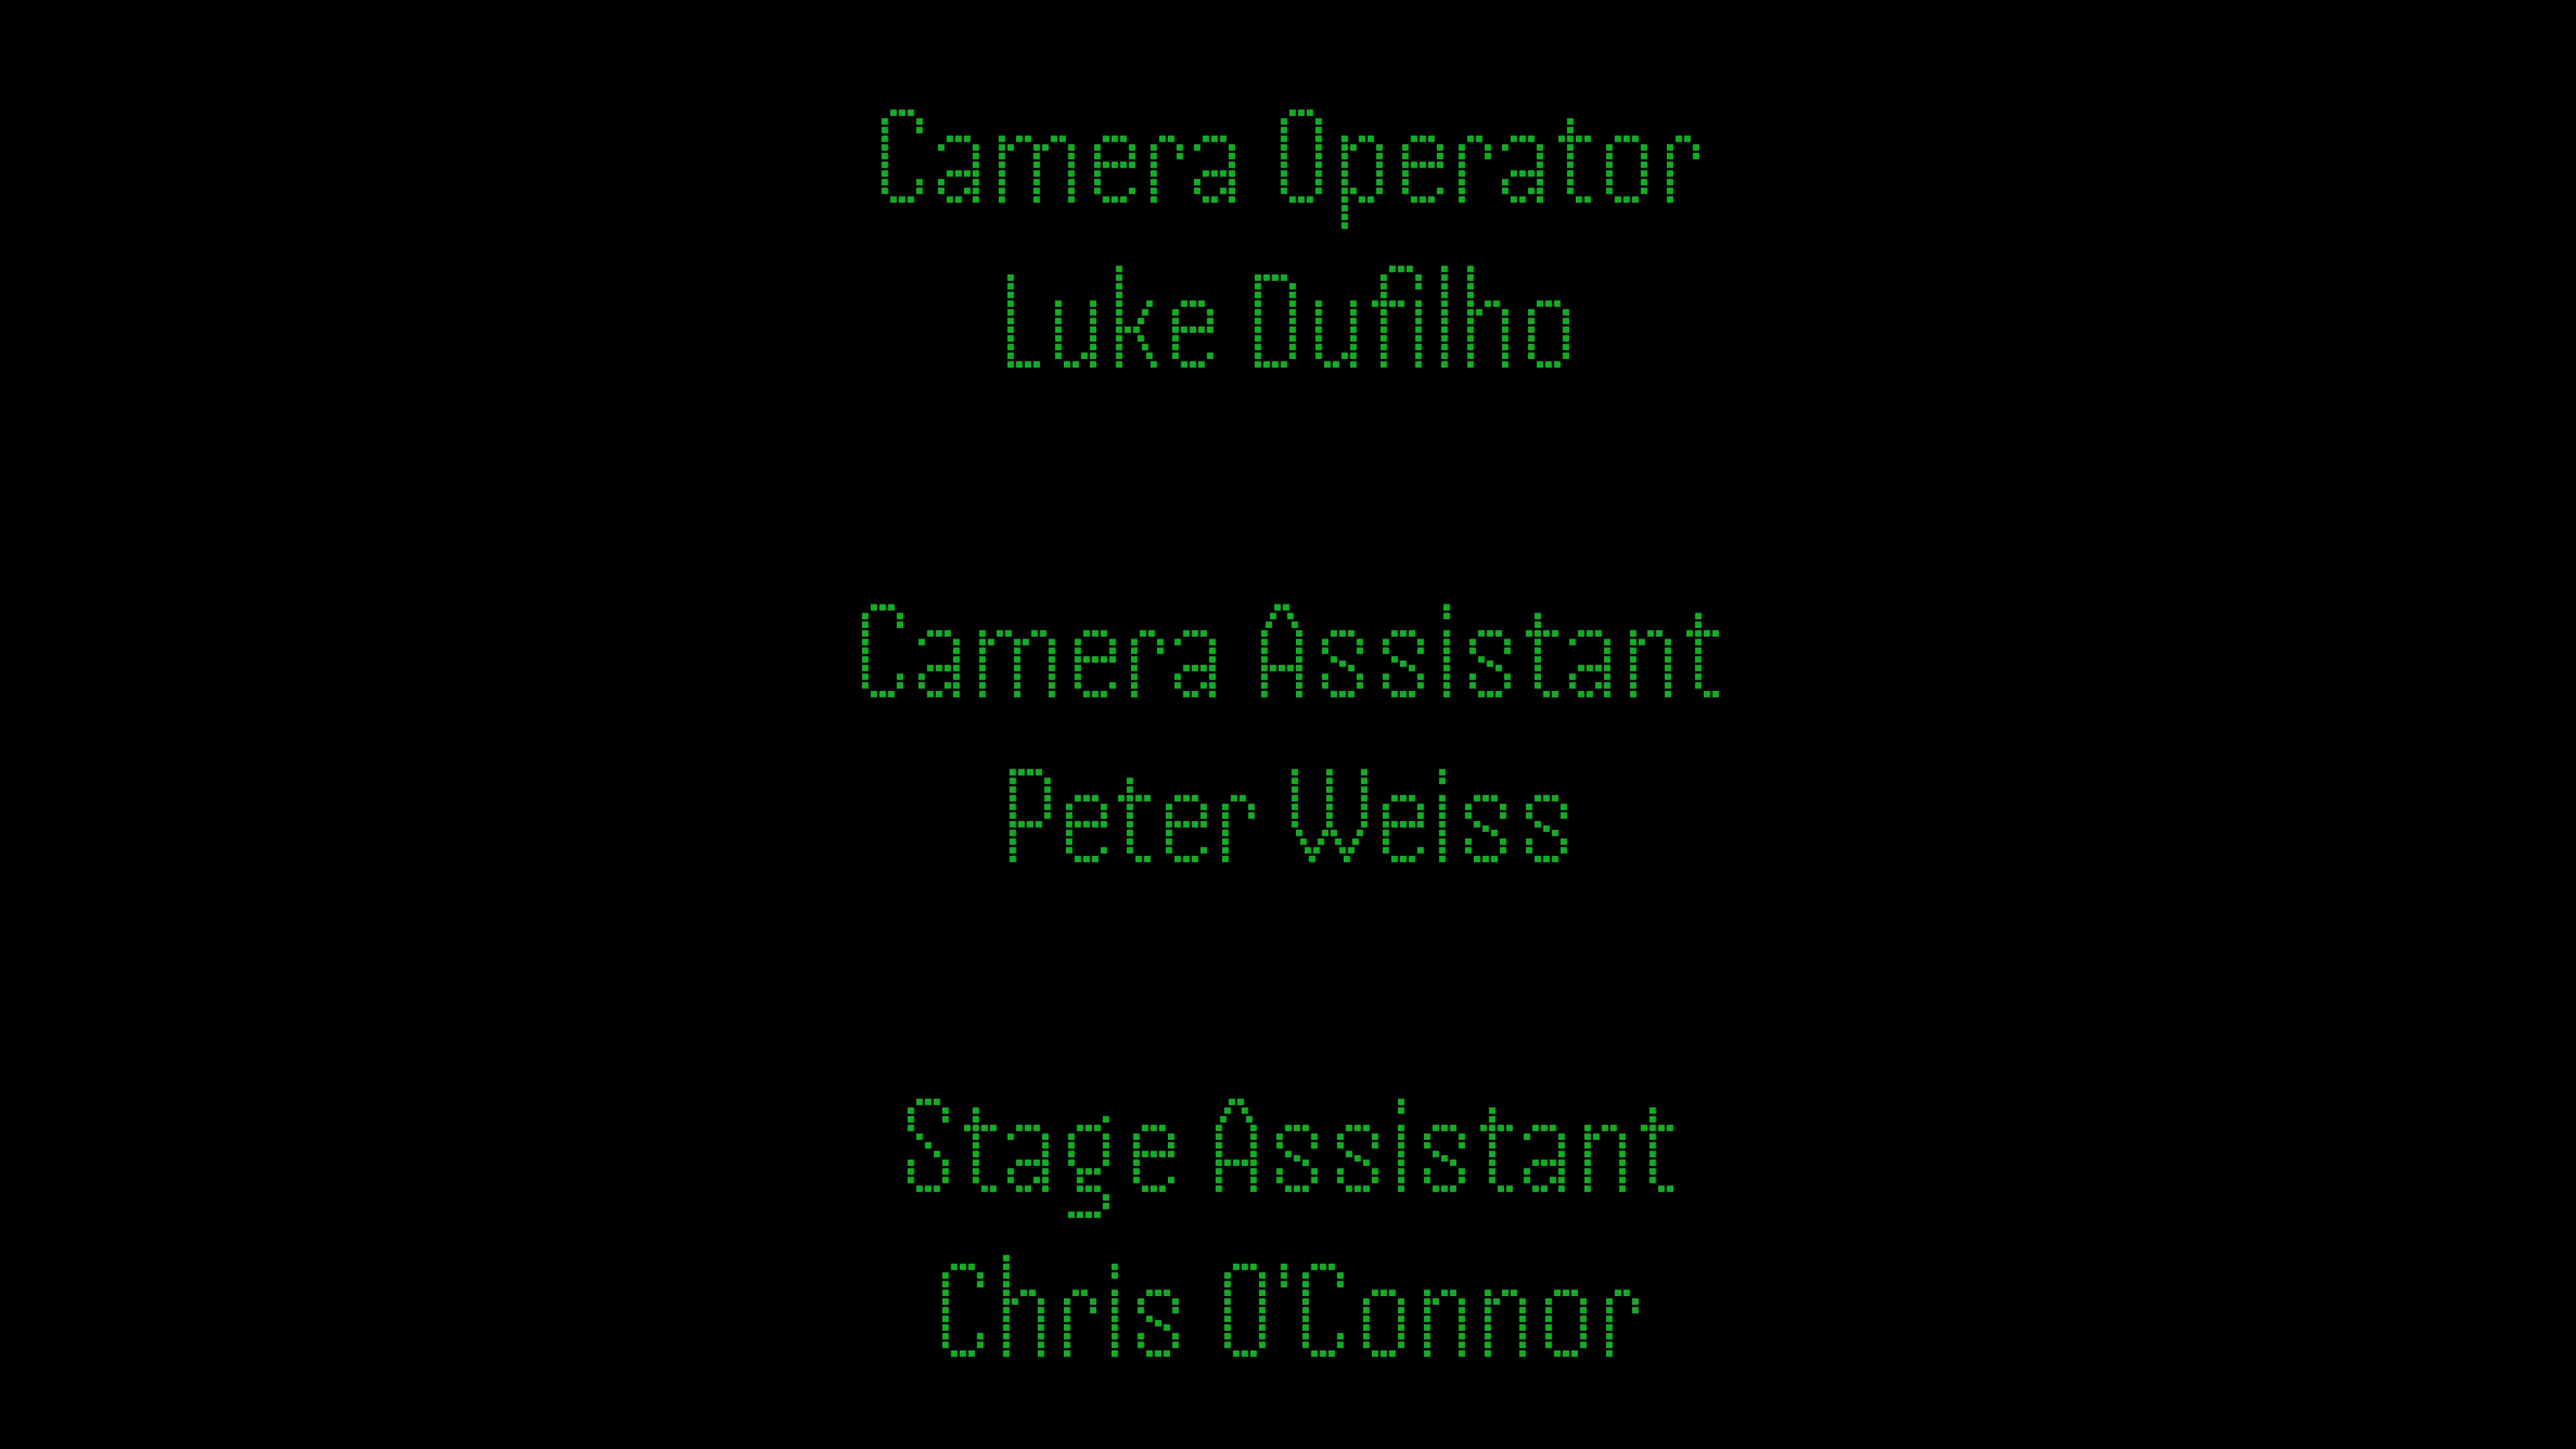 Camera Operator
Luke Dufilho
Camera Assistant
Peter Weiss
Stage Assistant
Chris O'Connor